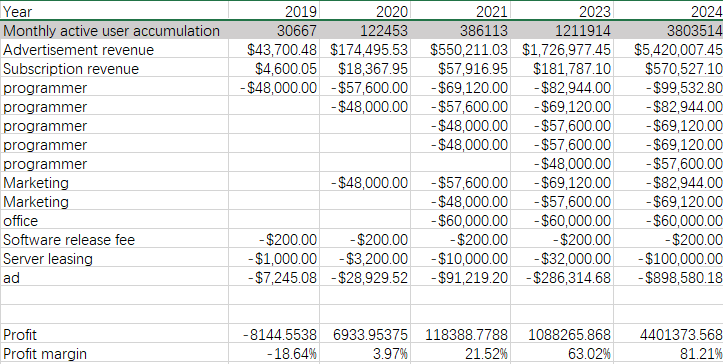 Year 2019 2020 2021 2023 2024
Monthly active user accumulation 30667 122453 386113 1211914 3803514
Advertisement revenue $43,700.48 $174,495.53 $550,211.03 $1,726,977.45 $5,420,007.45
Subscription revenue $4,600.05 $18,367.95 $57,916.95 $181,787.10 $570,527.10
programmer -$48,000.00 -$57,600.00 -$69,120.00 -$82,944.00 -$99,532.80
programmer -$48,000.00 -$57,600.00 -$69,120.00 -$82,944.00
programmer -$48,000.00 -$57,600.00 -$69,120.00
programmer -$48,000.00 -$57,600.00 -$69,120.00
programmer -$48,000.00 -$57,600.00
Marketing -$48,000.00 -$57,600.00 -$69,120.00 -$82,944.00
Marketing -$48,000.00 -$57,600.00 -$69,120.00
office -$60,000.00 -$60,000.00 -$60,000.00
Software release fee -$200.00 -$200.00 -$200.00 -$200.00 -$200.00
Server leasing -$1,000.00 -$3,200.00 -$10,000.00 -$32,000.00 -$100,000.00
ad -$7,245.08 -$28,929.52 -$91,219.20 -$286,314.68 -$898,580.18
Profit -8144.5538 6933.95375 118388.7788 1088265.868 4401373.568
Profit margin -18.64% 3.97% 21.52% 63.02% 81.21%